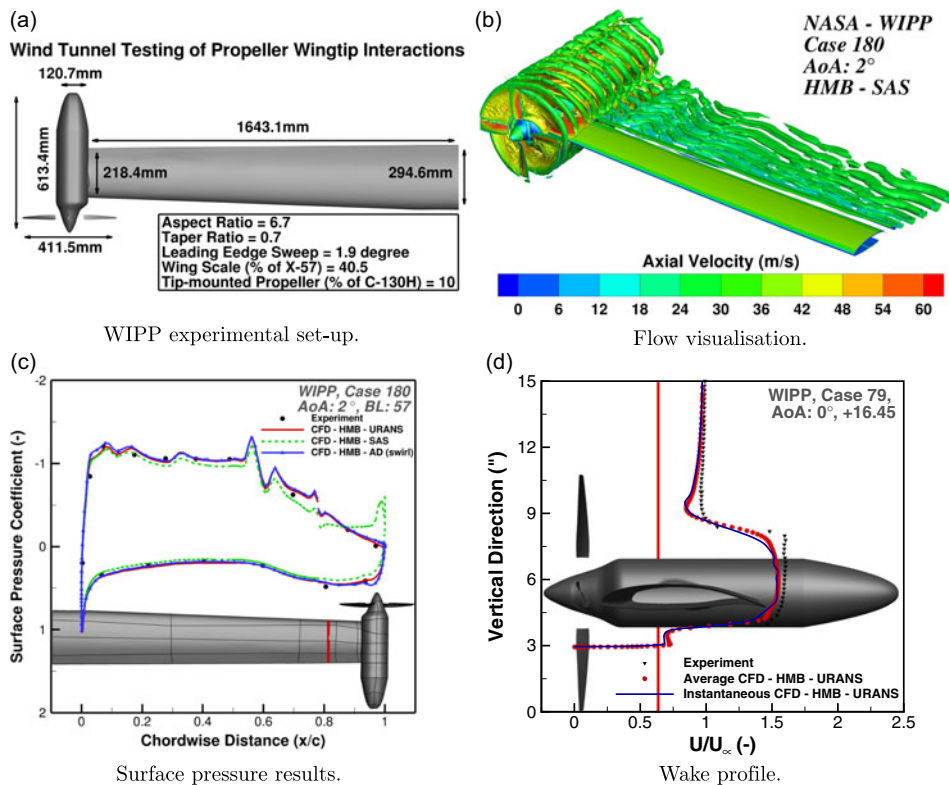 (a)
Wind Tunnel Testing of Propeller Wingtip Interactions
120.7mm
1643.1mm
613.4mm
218.4mm
294.6mm
411.5mm
Aspect Ratio = 6.7
Taper Ratio = 0.7
Leading Eedge Sweep = 1.9 degree
Wing Scale (% of X-57) = 40.5
Tip-mounted Propeller (% of C-130H) = 10
WIPP experimental set-up.
(b)
NASA - WIPP
Case 180
AoA: 2°
HMB - SAS
Axial Velocity (m/s)
0 6 12 18 24 30 36 42 48 54 60
Flow visualisation.
(c)
WIPP, Case 180
AoA: 2°, BL: 57
Experiment
CFD - HMB - URANS
CFD - HMB - SAS
CFD - HMB - AD (swirl)
Surface Pressure Coefficient (-)
-2
-1
0
1
2
0 0.2 0.4 0.6 0.8 1
Chordwise Distance (x/c)
Surface pressure results.
(d)
WIPP, Case 79,
AoA: 0°, +16.45
Vertical Direction (")
15
12
9
6
3
0
Experiment
Average CFD - HMB - URANS
Instantaneous CFD - HMB - URANS
0 0.5 1 1.5 2 2.5
U/U∝ (-)
Wake profile.